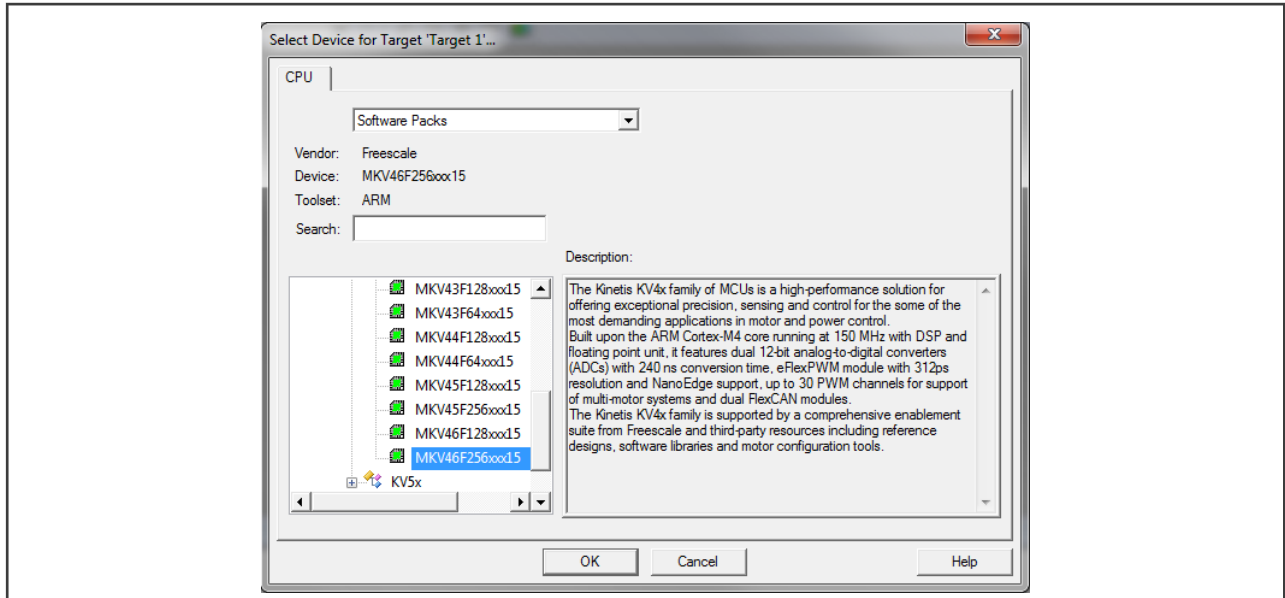 Select Device for Target 'Target 1'...
CPU
Software Packs
Vendor: Freescale
Device: MKV46F256xxx15
Toolset: ARM
Search:
Description:
MKV43F128xxx15
MKV43F64xxx15
MKV44F128xxx15
MKV44F64xxx15
MKV45F128xxx15
MKV45F256xxx15
MKV46F128xxx15
MKV46F256xxx15
KV5x
The Kinetis KV4x family of MCUs is a high-performance solution for
offering exceptional precision, sensing and control for the some of the
most demanding applications in motor and power control.
Built upon the ARM Cortex-M4 core running at 150 MHz with DSP and
floating point unit, it features dual 12-bit analog-to-digital converters
(ADCs) with 240 ns conversion time, eFlexPWM module with 312ps
resolution and NanoEdge support, up to 30 PWM channels for support
of multi-motor systems and dual FlexCAN modules.
The Kinetis KV4x family is supported by a comprehensive enablement
suite from Freescale and third-party resources including reference
designs, software libraries and motor configuration tools.
OK
Cancel
Help